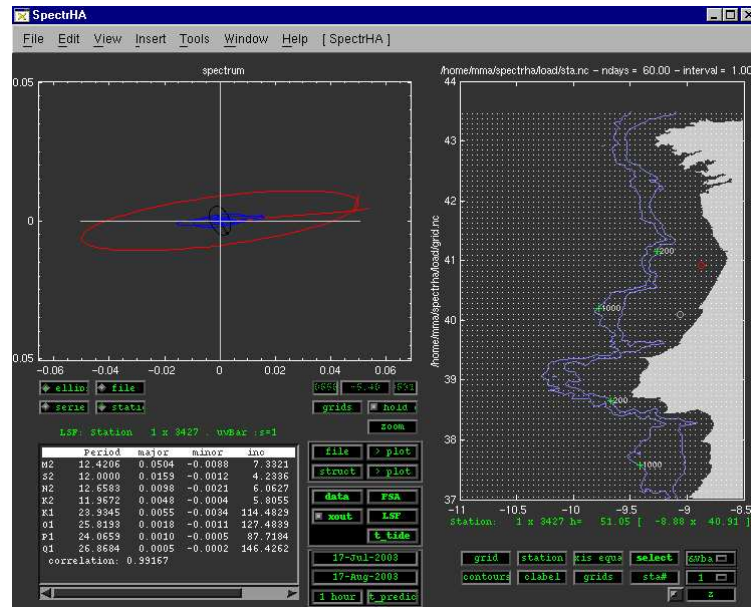 SpectrHA
File Edit View Insert Tools Window Help [ SpectrHA ]
spectrum
/home/mma/spectrha/load/sta.nc – ndays = 60.00 – interval = 1.00
0.05
0
0.05
−0.06 −0.04 −0.02 0 0.02 0.04 0.06
/home/mma/spectrha/load/grid.nc
44
43
42
41
40
39
38
37
−11 −10.5 −10 −9.5 −9 −8.5
200
1000
200
1000
file
grids hold
zoom
LSF: Station 1 x 3427 . uvBar :s=1
Period major minor inc
M2 12.4206 0.0504 -0.0088 7.3321
S2 12.0000 0.0159 -0.0012 4.2336
N2 12.6583 0.0098 -0.0021 6.0627
K2 11.9672 0.0048 -0.0004 5.8055
K1 23.9345 0.0055 -0.0034 114.4829
O1 25.8193 0.0018 -0.0011 127.4839
P1 24.0659 0.0010 -0.0005 87.7184
Q1 26.8684 0.0005 -0.0002 146.4262
correlation: 0.99167
file > plot
struct > plot
data FSA
xout LSF
t_tide
17-Jul-2003
17-Aug-2003
1 hour t_predic
Station: 1 x 3427 h= 51.05 [ -8.88 x 40.91 ]
grid station xis equa select
contours clabel grids sta# 1
z